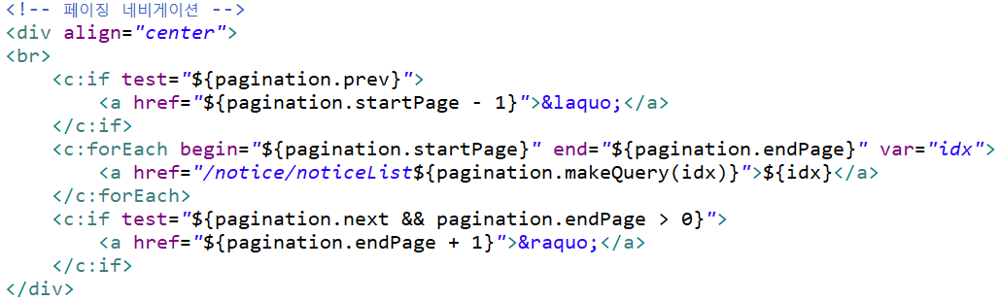 <!-- 페이징 네비게이션 -->
<div align="center">
<br>
    <c:if test="${pagination.prev}">
        <a href="${pagination.startPage - 1}">&laquo;</a>
    </c:if>
    <c:forEach begin="${pagination.startPage}" end="${pagination.endPage}" var="idx">
        <a href="/notice/noticeList${pagination.makeQuery(idx)}">${idx}</a>
    </c:forEach>
    <c:if test="${pagination.next && pagination.endPage > 0}">
        <a href="${pagination.endPage + 1}">&raquo;</a>
    </c:if>
</div>